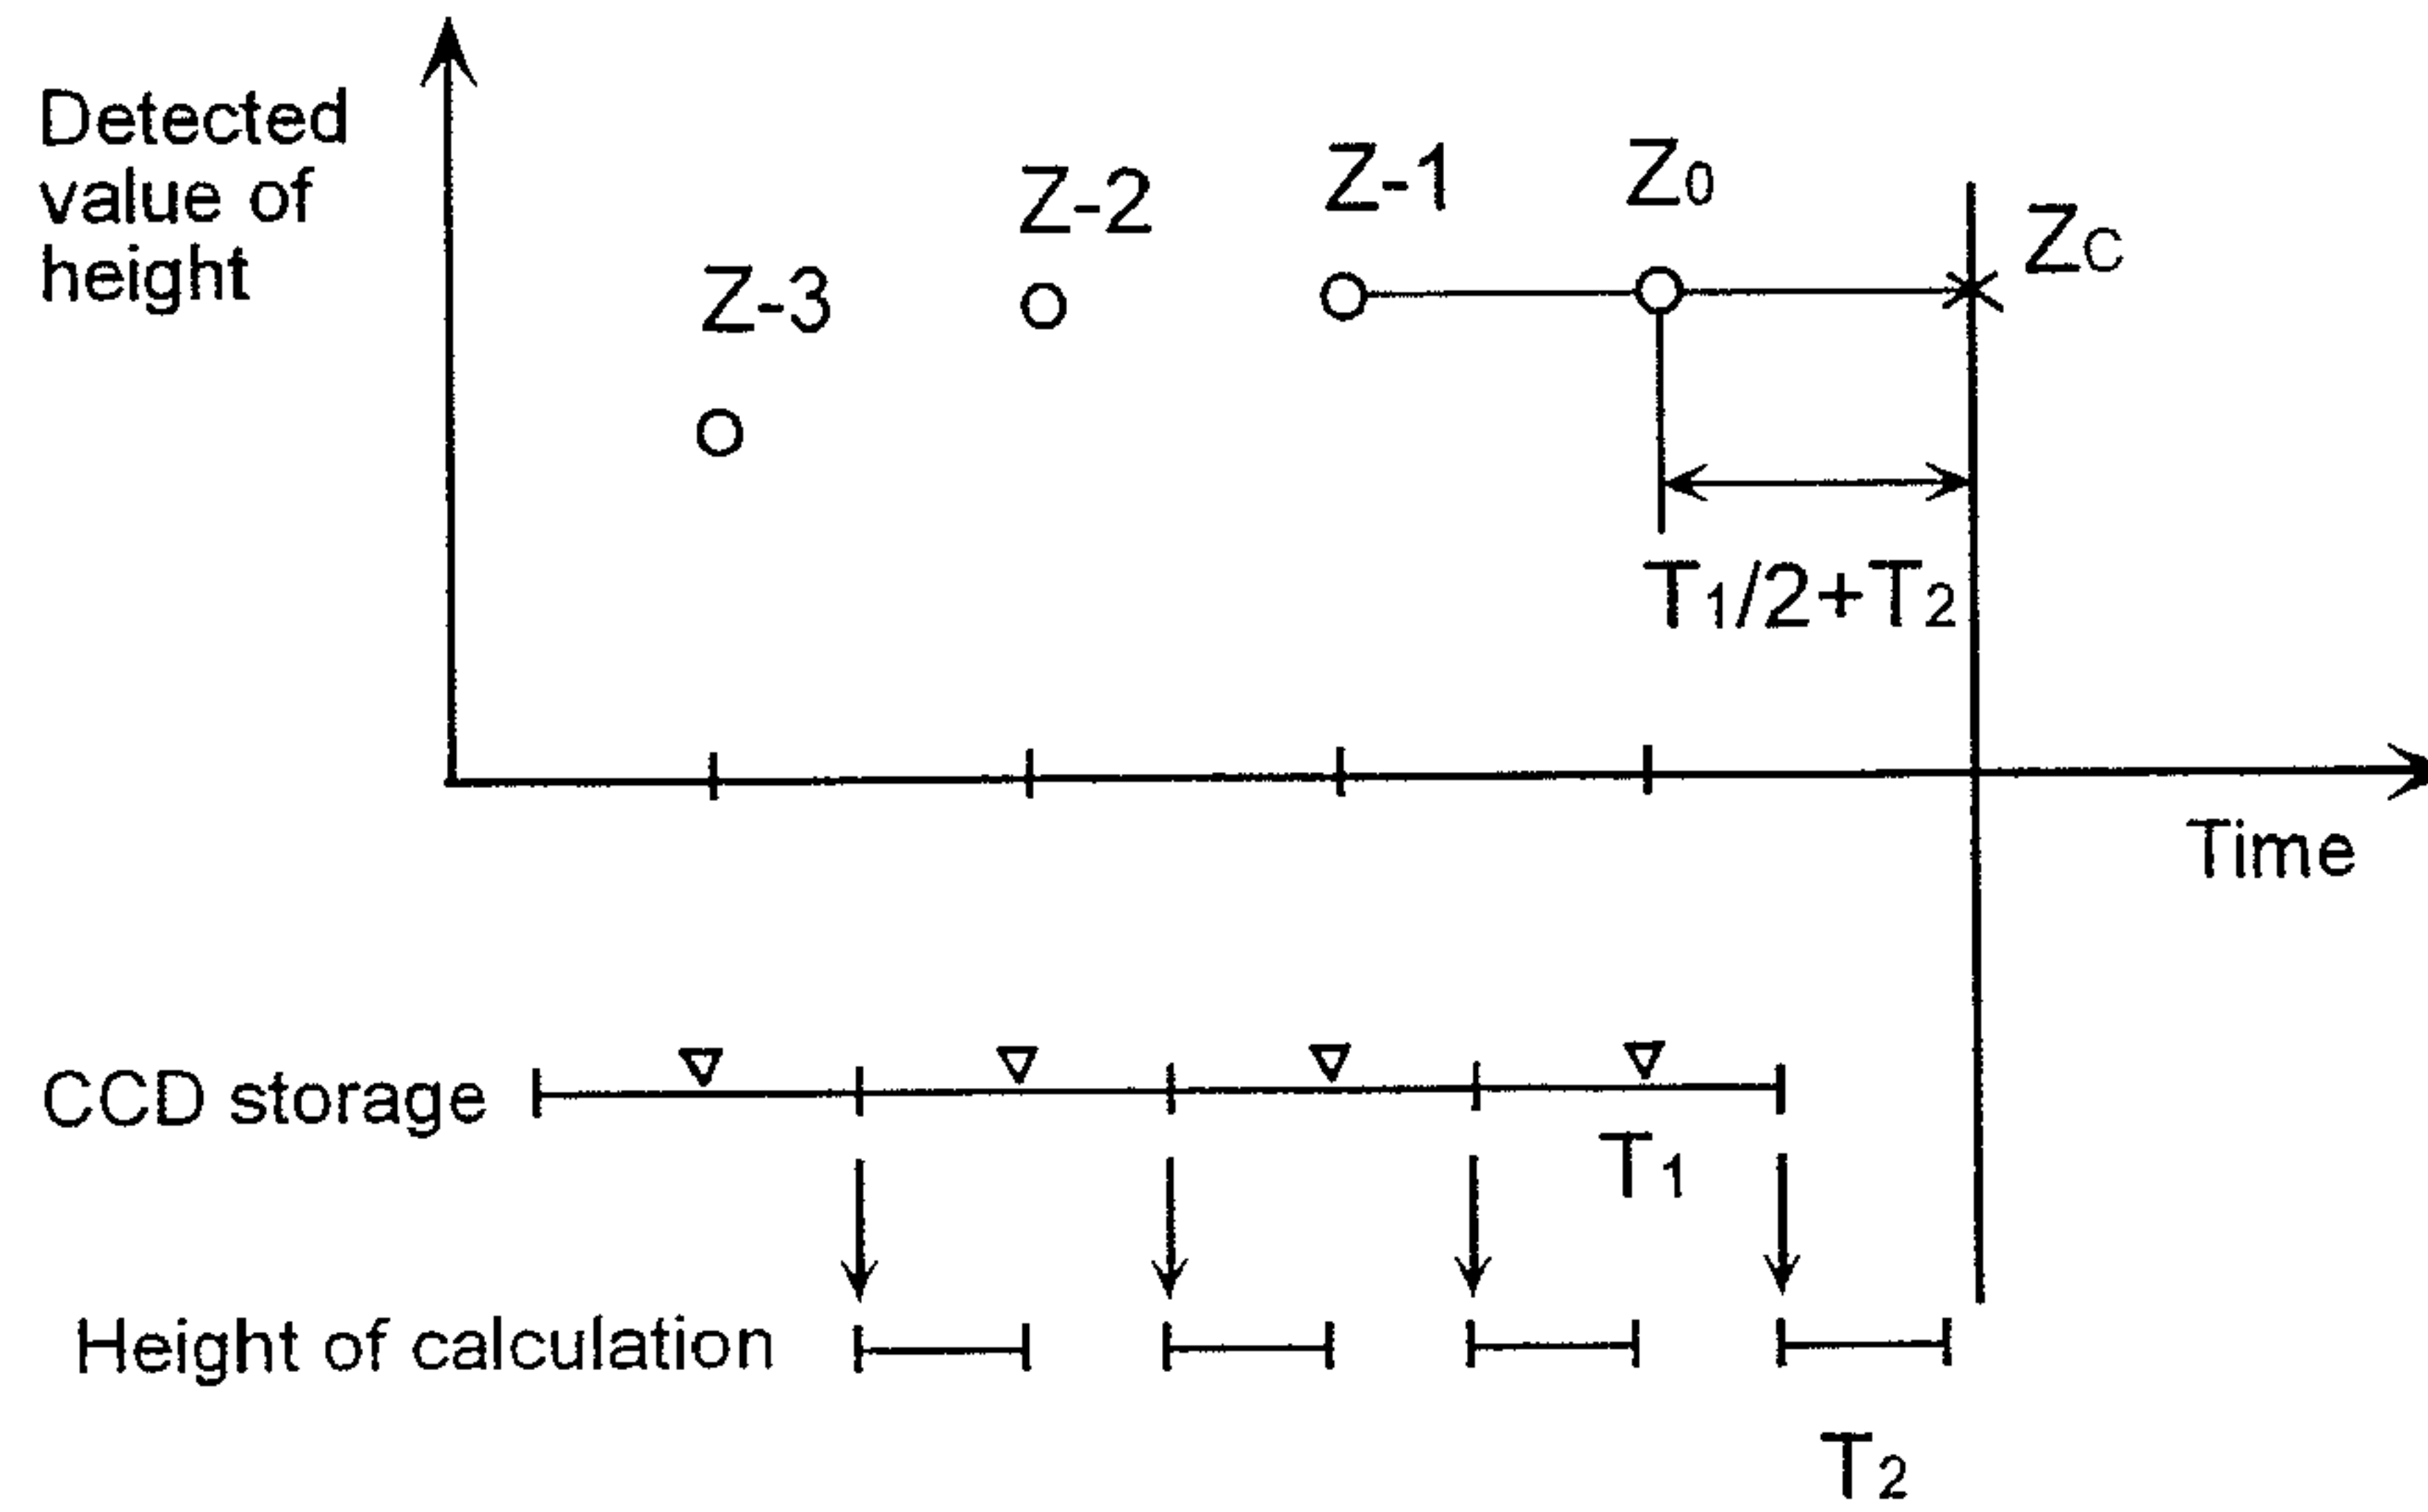 Detected
value of
height
Z-3
Z-2
Z-1
Z0
ZC
T1/2+T2
Time
CCD storage
T1
Height of calculation
T2